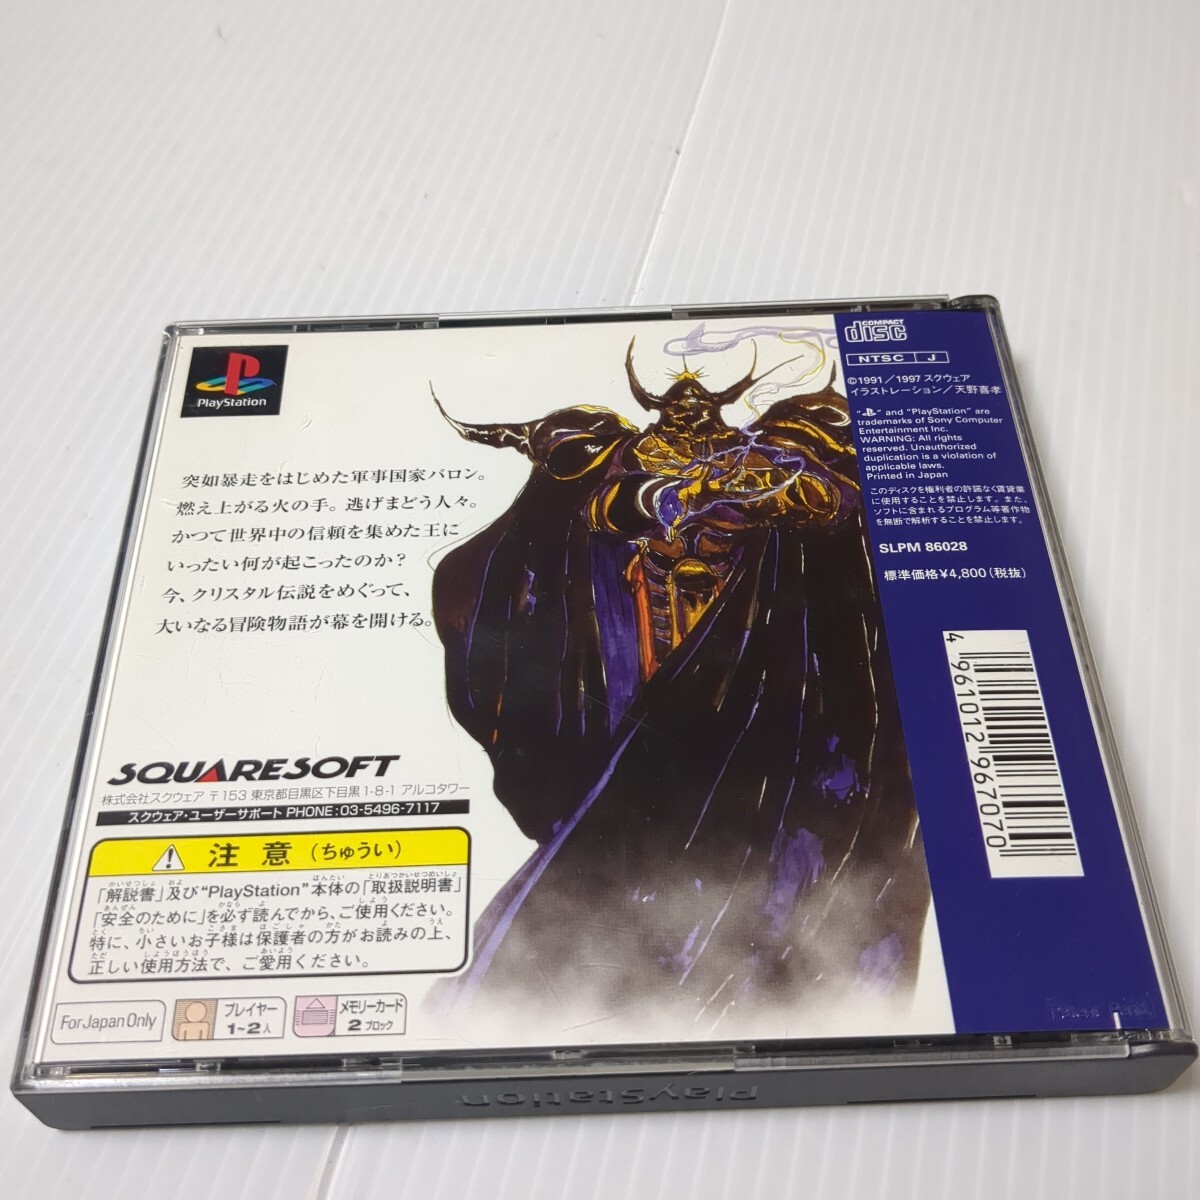 PlayStation
突如暴走をはじめた軍事国家バロン。
燃え上がる火の手。逃げまどう人々。
かつて世界中の信頼を集めた王に
いったい何が起こったのか?
今、クリスタル伝説をめぐって、
大いなる冒険物語が幕を開ける。
SQUARESOFT
株式会社スクウェア 〒153 東京都目黒区下目黒1-8-1 アルコタワー
スクウェア・ユーザーサポート PHONE:03-5496-7117
注意(ちゅうい)
「解説書」及び“PlayStation”本体の「取扱説明書」
「安全のために」を必ず読んでから、ご使用ください。
特に、小さいお子様は保護者の方がお読みの上、
正しい使用方法で、ご愛用ください。
For Japan Only
プレイヤー
1~2人
メモリーカード
2ブロック
COMPACT
disc
NTSC J
©1991/1997 スクウェア
イラストレーション/天野喜孝
“ ” and “PlayStation” are
trademarks of Sony Computer
Entertainment Inc.
WARNING: All rights
reserved. Unauthorized
duplication is a violation of
applicable laws.
Printed in Japan
このディスクを権利者の許諾なく賃貸業
に使用することを禁止します。また、
ソフトに含まれるプログラム等著作物
を無断で解析することを禁止します。
SLPM 86028
標準価格¥4,800(税抜)
4 961012 967070
PlayStation